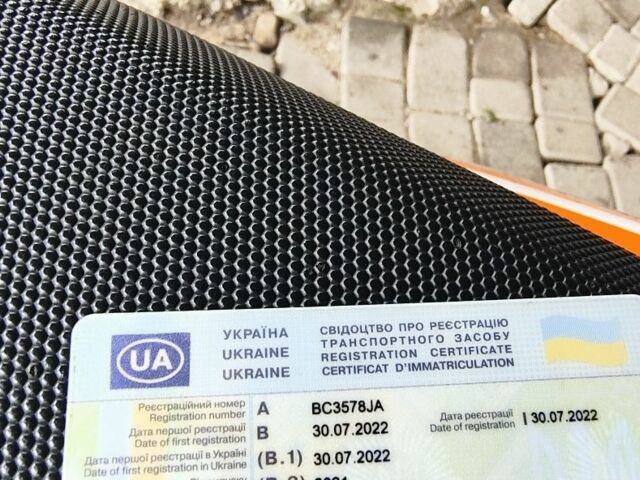 UA
УКРАЇНА
UKRAINE
UKRAINE
СВІДОЦТВО ПРО РЕЄСТРАЦІЮ
ТРАНСПОРТНОГО ЗАСОБУ
REGISTRATION CERTIFICATE
CERTIFICAT D'IMMATRICULATION
Реєстраційний номер
Registration number
A BC3578JA
Дата першої реєстрації
Date of first registration
B 30.07.2022
Дата реєстрації
Date of registration
I 30.07.2022
Дата першої реєстрації в Україні
Date of first registration in Ukraine
(B.1) 30.07.2022